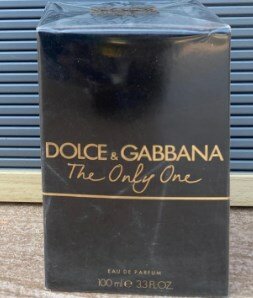 DOLCE & GABBANA
The Only One
EAU DE PARFUM
100 ml e 3.3 FL.OZ.